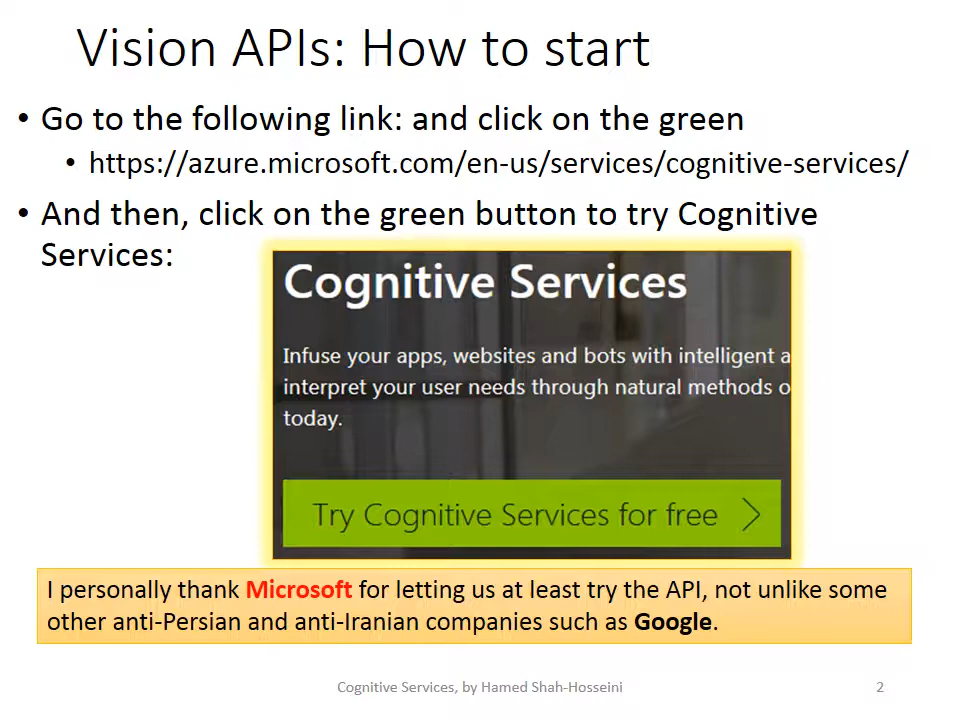 Vision APIs: How to start
• Go to the following link: and click on the green
• https://azure.microsoft.com/en-us/services/cognitive-services/
• And then, click on the green button to try Cognitive
Services:
Cognitive Services
Infuse your apps, websites and bots with intelligent a
interpret your user needs through natural methods o
today.
Try Cognitive Services for free
I personally thank Microsoft for letting us at least try the API, not unlike some
other anti-Persian and anti-Iranian companies such as Google.
Cognitive Services, by Hamed Shah-Hosseini
2